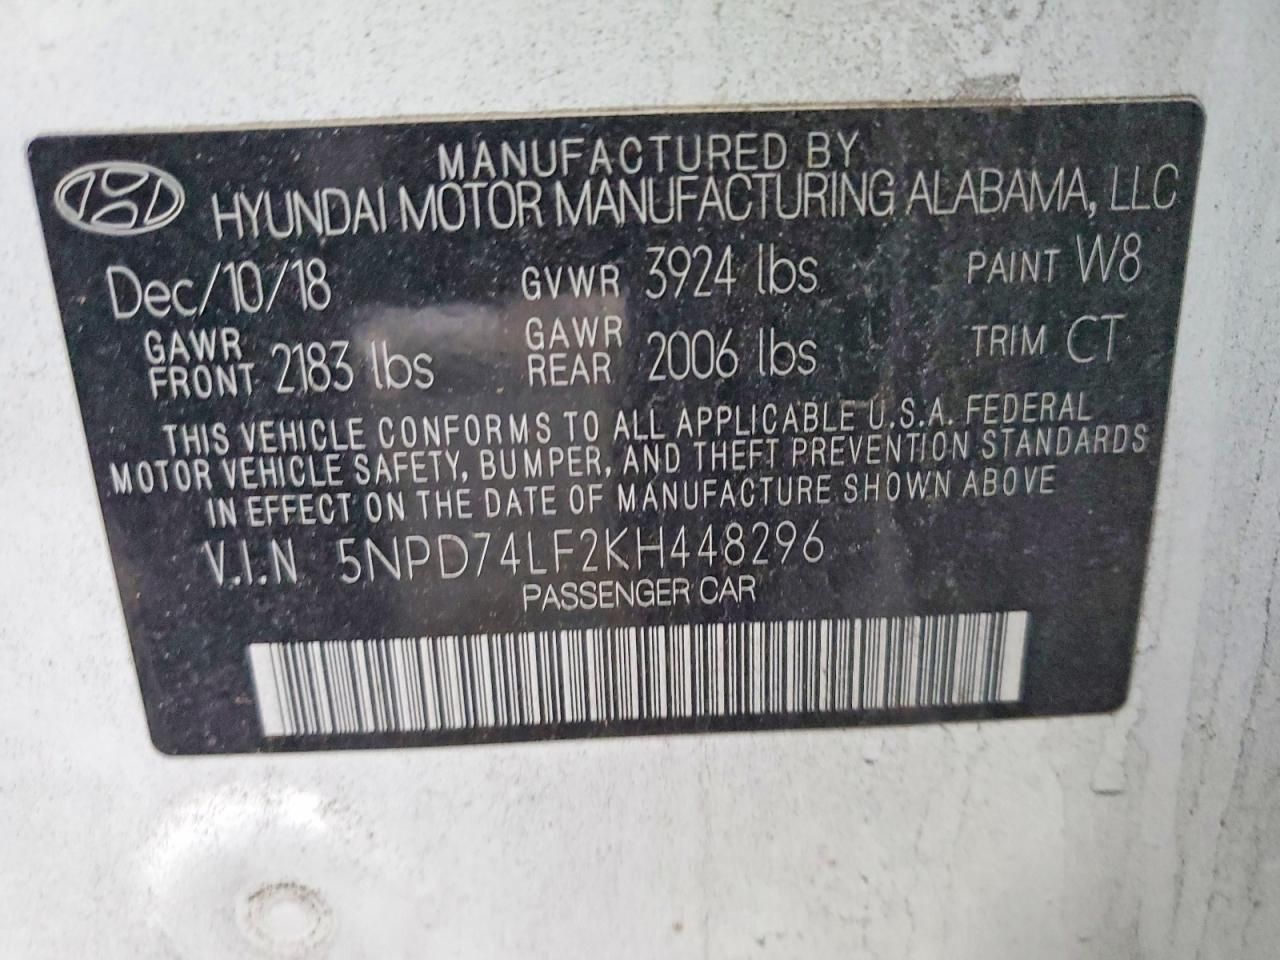 MANUFACTURED BY
HYUNDAI MOTOR MANUFACTURING ALABAMA, LLC
Dec/10/18 GVWR 3924 lbs PAINT W8
GAWR FRONT 2183 lbs GAWR REAR 2006 lbs TRIM CT
THIS VEHICLE CONFORMS TO ALL APPLICABLE U.S.A. FEDERAL
MOTOR VEHICLE SAFETY, BUMPER, AND THEFT PREVENTION STANDARDS
IN EFFECT ON THE DATE OF MANUFACTURE SHOWN ABOVE
V.I.N 5NPD74LF2KH448296
PASSENGER CAR